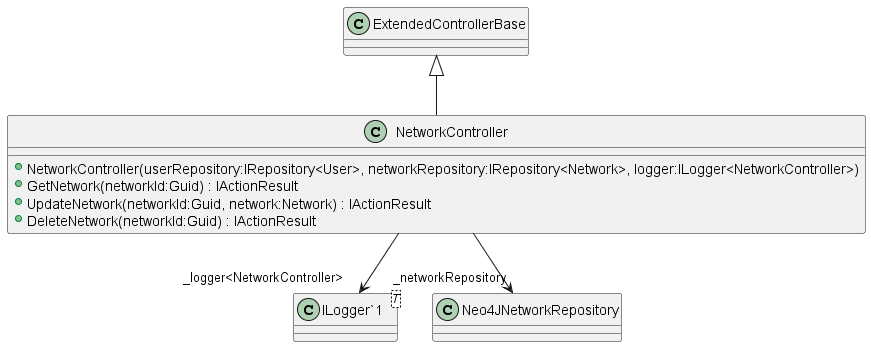 C ExtendedControllerBase
C NetworkController
NetworkController(userRepository:IRepository<User>, networkRepository:IRepository<Network>, logger:ILogger<NetworkController>)
GetNetwork(networkId:Guid) : IActionResult
UpdateNetwork(networkId:Guid, network:Network) : IActionResult
DeleteNetwork(networkId:Guid) : IActionResult
_logger<NetworkController>
_networkRepository
C ILogger`1
T
C Neo4JNetworkRepository